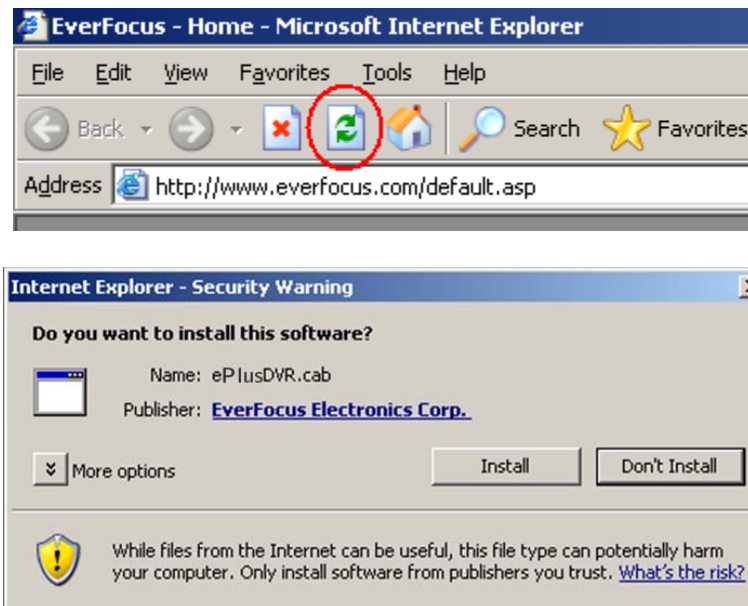 EverFocus - Home - Microsoft Internet Explorer
File Edit View Favorites Tools Help
Back Search Favorites
Address http://www.everfocus.com/default.asp
Internet Explorer - Security Warning
Do you want to install this software?
Name: ePlusDVR.cab
Publisher: EverFocus Electronics Corp.
More options Install Don't Install
While files from the Internet can be useful, this file type can potentially harm
your computer. Only install software from publishers you trust. What's the risk?